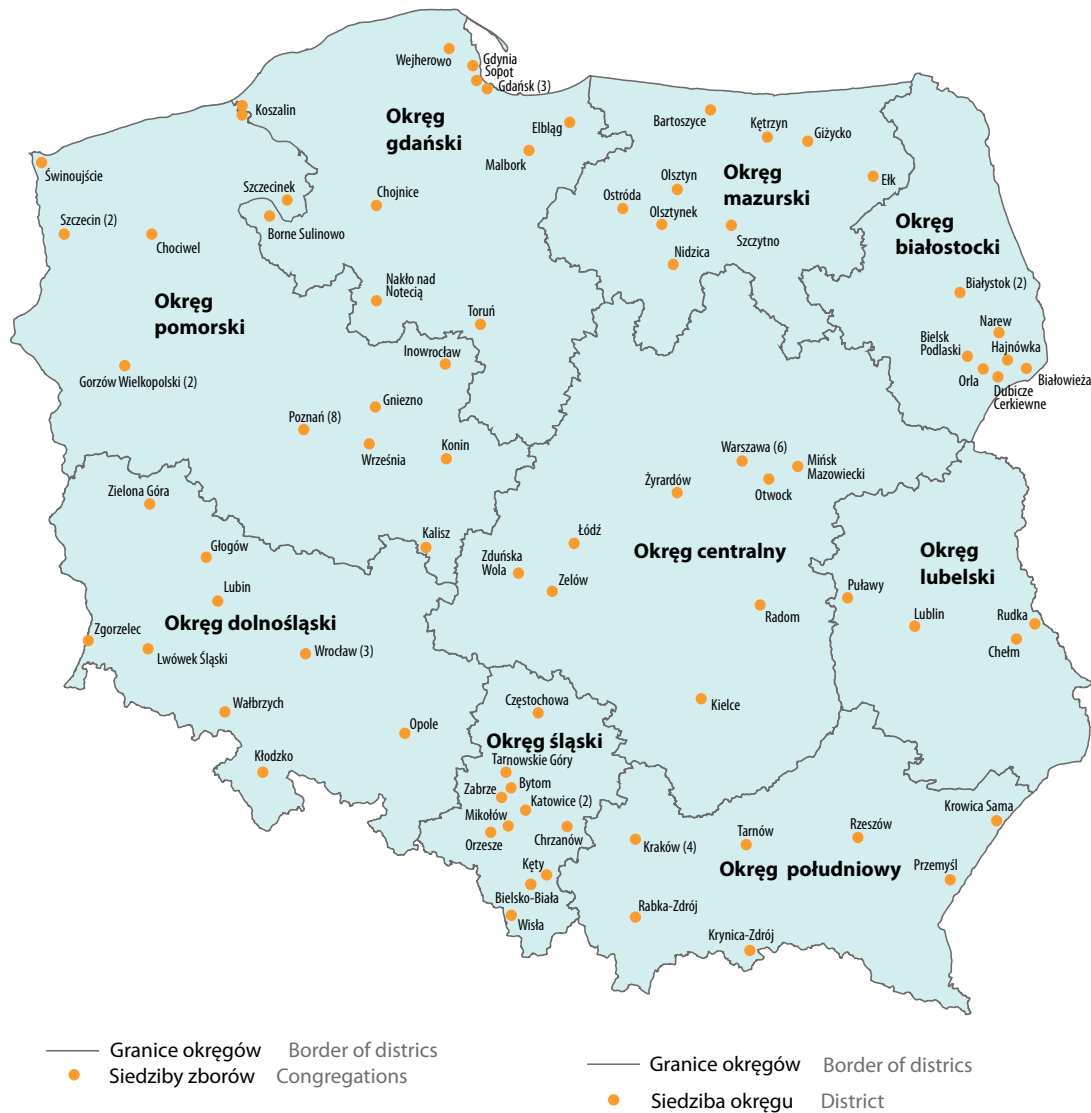 Wejherowo
Gdynia
Sopot
Gdańsk (3)
Koszalin
Okręg
gdański
Elbląg
Malbork
Bartoszyce
Kętrzyn
Giżycko
Świnoujście
Szczecinek
Chojnice
Olsztyn
Okręg
mazurski
Ełk
Ostróda
Olsztynek
Szczytno
Nidzica
Szczecin (2)
Chociwel
Borne Sulinowo
Okręg
białostocki
Białystok (2)
Okręg
pomorski
Nakło nad
Notecią
Toruń
Inowrocław
Narew
Bielsk
Podlaski
Hajnówka
Orla
Dubicze
Cerkiewne
Białowieża
Gorzów Wielkopolski (2)
Gniezno
Poznań (8)
Września
Konin
Warszawa (6)
Mińsk
Mazowiecki
Otwock
Żyrardów
Zielona Góra
Głogów
Kalisz
Łódź
Zduńska
Wola
Zelów
Okręg centralny
Okręg
lubelski
Puławy
Lublin
Rudka
Chełm
Radom
Lubin
Okręg dolnośląski
Zgorzelec
Lwówek Śląski
Wrocław (3)
Wałbrzych
Kłodzko
Opole
Kielce
Częstochowa
Okręg śląski
Tarnowskie Góry
Zabrze
Bytom
Katowice (2)
Mikołów
Orzesze
Chrzanów
Kęty
Bielsko-Biała
Wisła
Kraków (4)
Tarnów
Rzeszów
Krowica Sama
Okręg południowy
Przemyśl
Rabka-Zdrój
Krynica-Zdrój
Granice okręgów Border of districs
Siedziby zborów Congregations
Granice okręgów Border of districs
Siedziba okręgu District